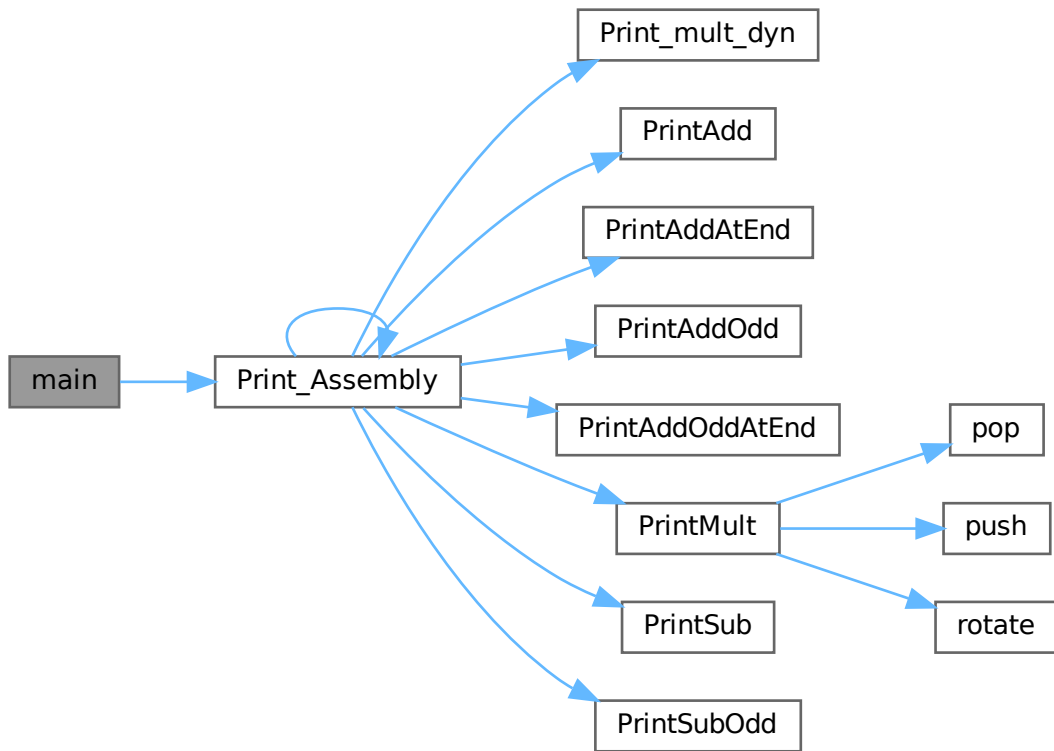 Print_mult_dyn
PrintAdd
PrintAddAtEnd
PrintAddOdd
main
Print_Assembly
PrintAddOddAtEnd
pop
PrintMult
push
PrintSub
rotate
PrintSubOdd